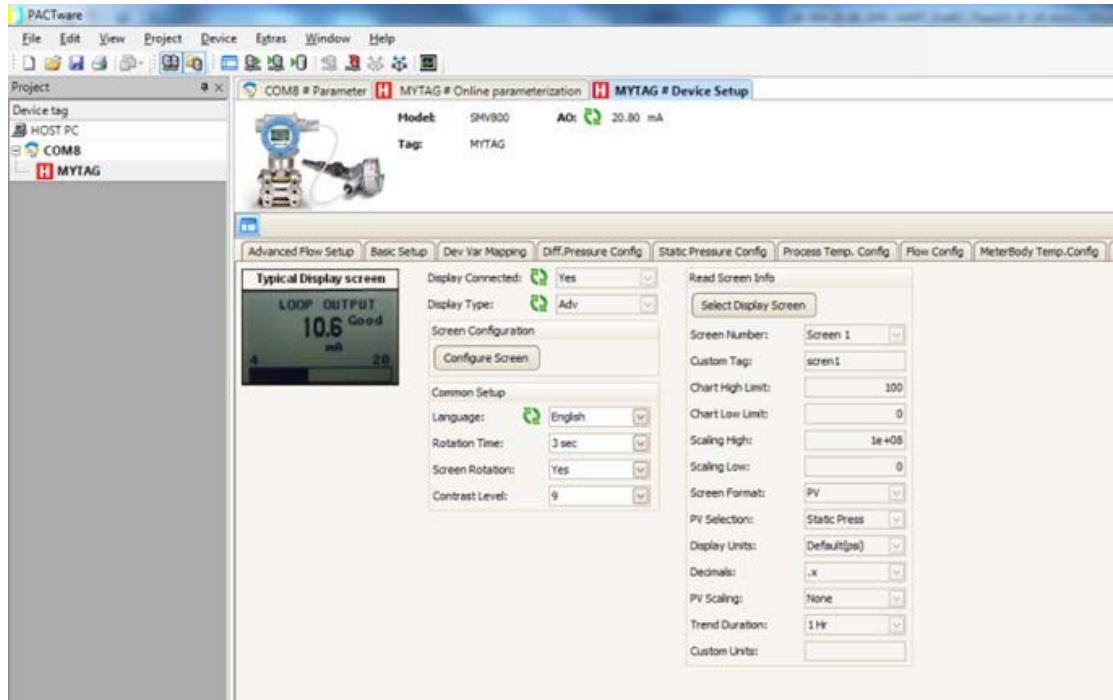 PACTware
File Edit View Project Device Extras Window Help
Project
COM8 # Parameter MYTAG # Online parameterization MYTAG # Device Setup
Device tag
HOST PC
COM8
MYTAG
Model: SMV800 AO: 20.80 mA
Tag: MYTAG
Advanced Flow Setup Basic Setup Dev Var Mapping Diff.Pressure Config Static Pressure Config Process Temp. Config Flow Config MeterBody Temp.Config
Typical Display screen
LOOP OUTPUT
10.6 Good
mA
4 20
Display Connected: Yes
Display Type: Adv
Screen Configuration
Configure Screen
Common Setup
Language: English
Rotation Time: 3 sec
Screen Rotation: Yes
Contrast Level: 9
Read Screen Info
Select Display Screen
Screen Number: Screen 1
Custom Tag: scren1
Chart High Limit: 100
Chart Low Limit: 0
Scaling High: 1e+08
Scaling Low: 0
Screen Format: PV
PV Selection: Static Press
Display Units: Default(psi)
Decimals: .x
PV Scaling: None
Trend Duration: 1 Hr
Custom Units: